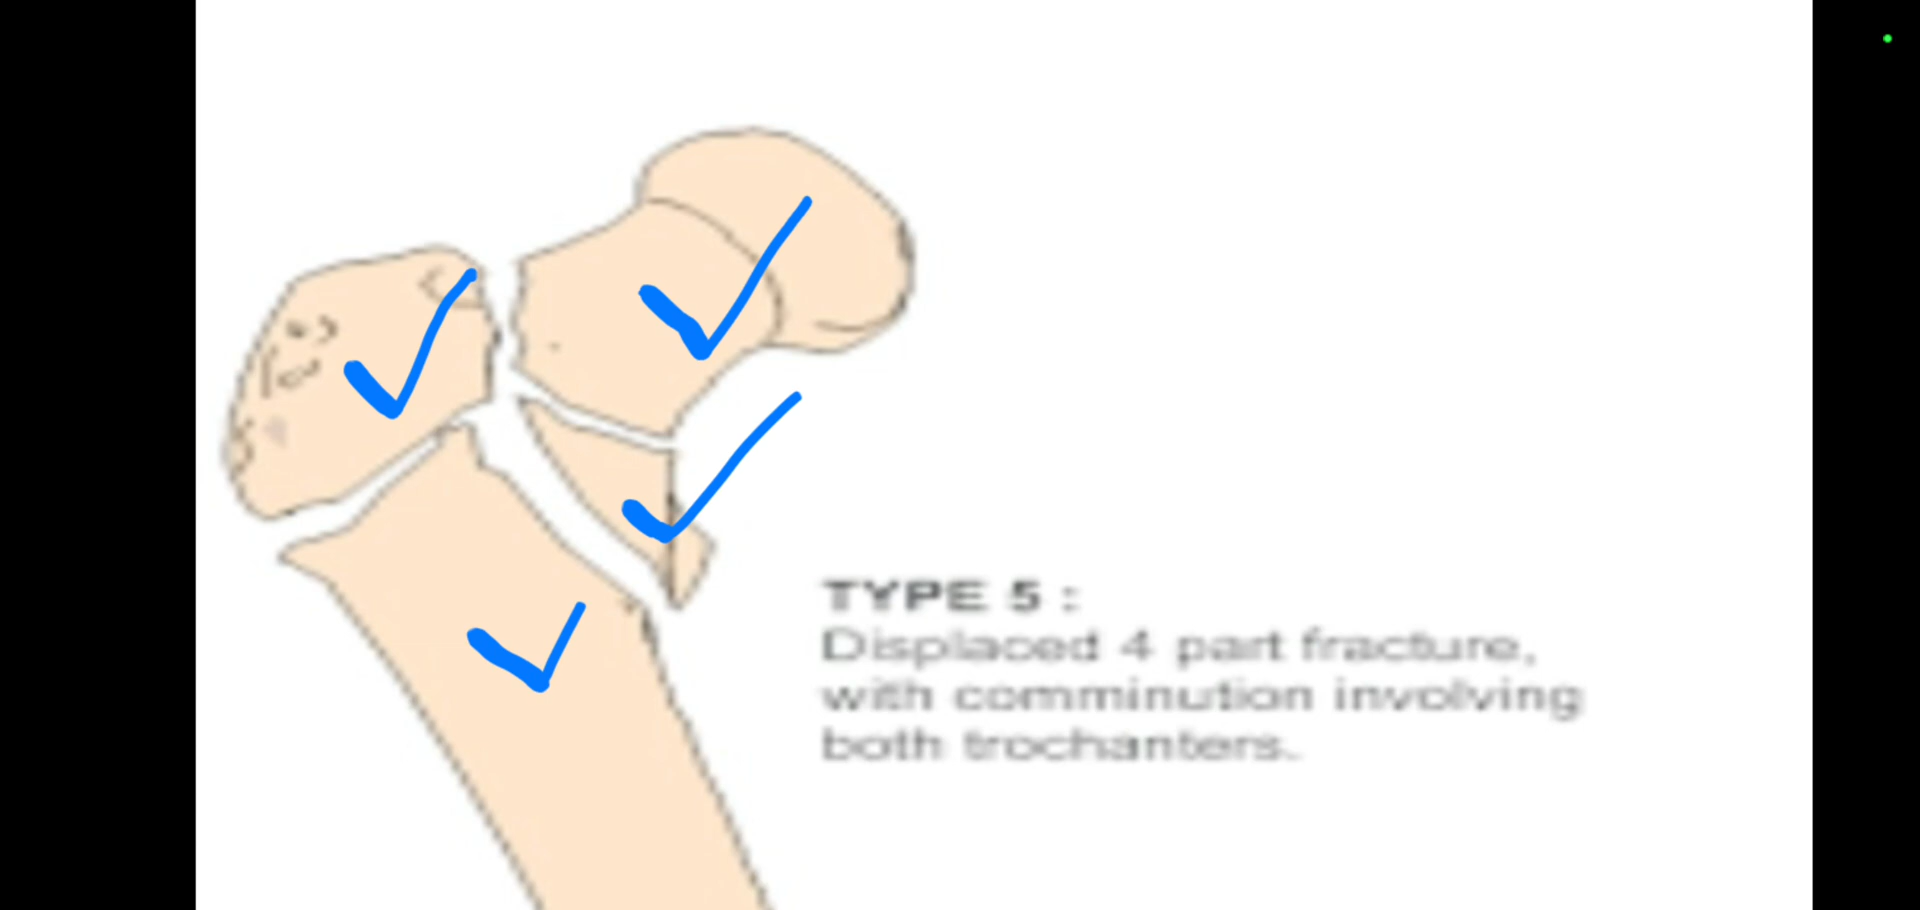 TYPE 5 :
Displaced 4 part fracture,
with comminution involving
both trochanters.